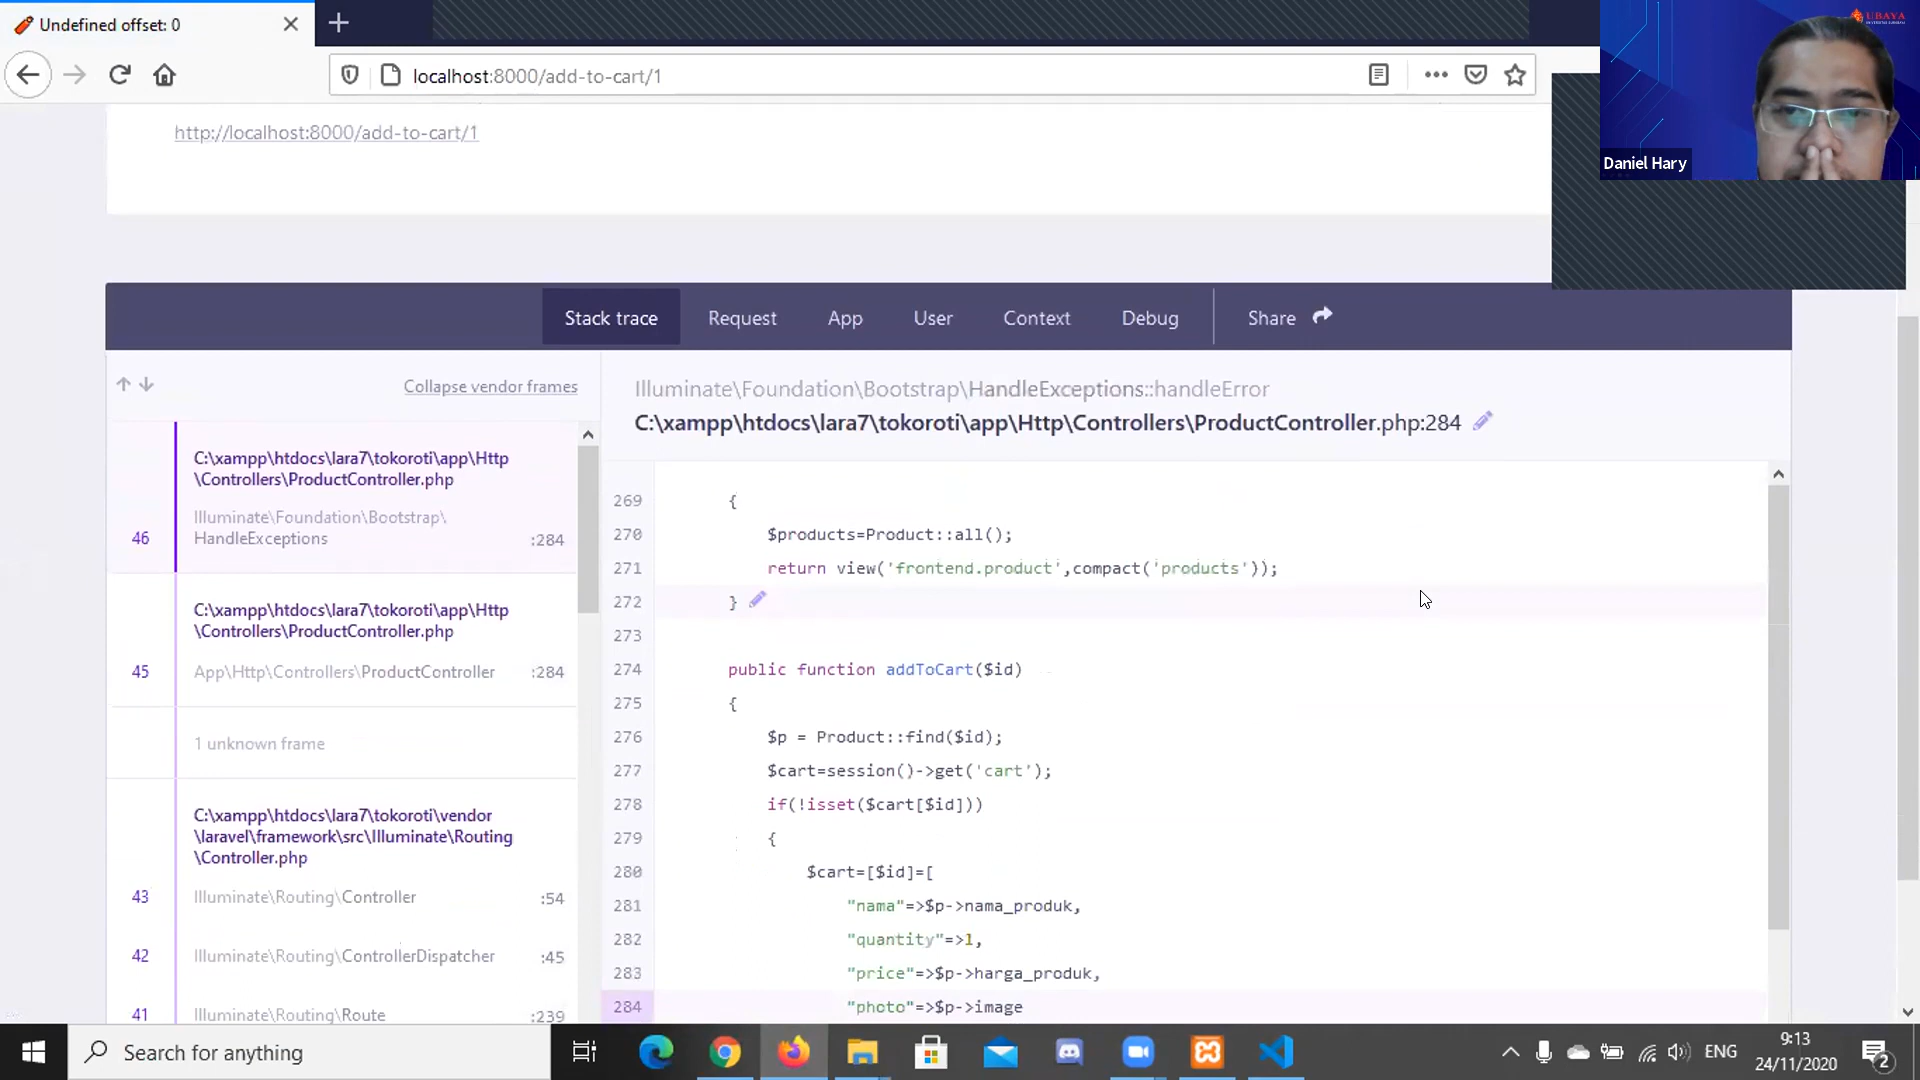 Undefined offset: 0
UBAYA
localhost:8000/add-to-cart/1
Daniel Hary
http://localhost:8000/add-to-cart/1
Stack trace
Request
App
User
Context
Debug
Share
Collapse vendor frames
Illuminate\Foundation\Bootstrap\HandleExceptions::handleError
C:\xampp\htdocs\lara7\tokoroti\app\Http\Controllers\ProductController.php:284
C:\xampp\htdocs\lara7\tokoroti\app\Http
\Controllers\ProductController.php
Illuminate\Foundation\Bootstrap\
46 HandleExceptions :284
C:\xampp\htdocs\lara7\tokoroti\app\Http
\Controllers\ProductController.php
45 App\Http\Controllers\ProductController :284
1 unknown frame
C:\xampp\htdocs\lara7\tokoroti\vendor
\laravel\framework\src\Illuminate\Routing
\Controller.php
43 Illuminate\Routing\Controller :54
42 Illuminate\Routing\ControllerDispatcher :45
41 Illuminate\Routing\Route :239
269 {
270 $products=Product::all();
271 return view('frontend.product',compact('products'));
272 }
273
274 public function addToCart($id)
275 {
276 $p = Product::find($id);
277 $cart=session()->get('cart');
278 if(!isset($cart[$id]))
279 {
280 $cart=[$id]=[
281 "nama"=>$p->nama_produk,
282 "quantity"=>1,
283 "price"=>$p->harga_produk,
284 "photo"=>$p->image
Search for anything
ENG
9:13
24/11/2020
2